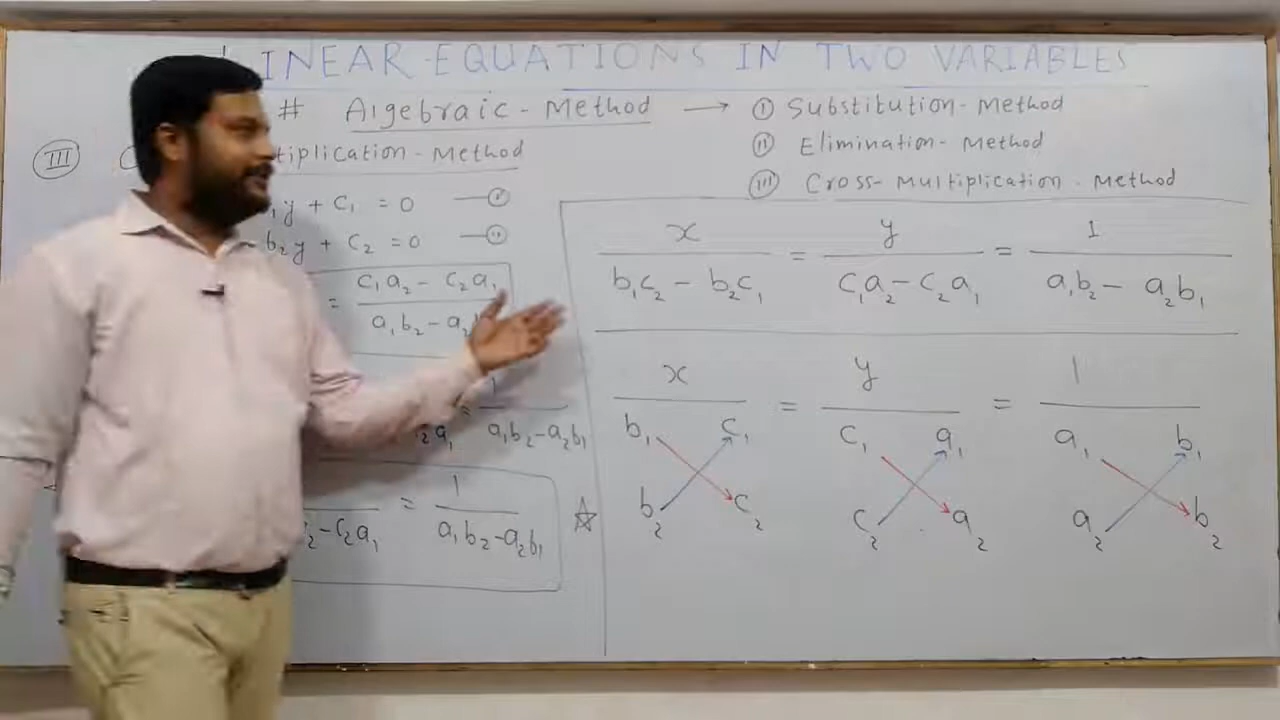 LINEAR-EQUATIONS IN TWO VARIABLES
# Algebraic-Method → (I) Substitution-Method
(II) Elimination-Method
(III) Cross-Multiplication-Method
(III) C tiplication-Method
₁y + c₁ = 0 —(I)
b₂y + c₂ = 0 —(II)
= c₁a₂ - c₂a₁
a₁b₂ - a₂
1
₂a₁ = a₁b₂-a₂b₁
= 1
₂-c₂a₁ a₁b₂-a₂b₁
x = y = 1
b₁c₂ - b₂c₁ c₁a₂ - c₂a₁ a₁b₂ - a₂b₁
x = y = 1
b₁ c₁ c₁ a₁ a₁ b₁
b₂ c₂ c₂ a₂ a₂ b₂